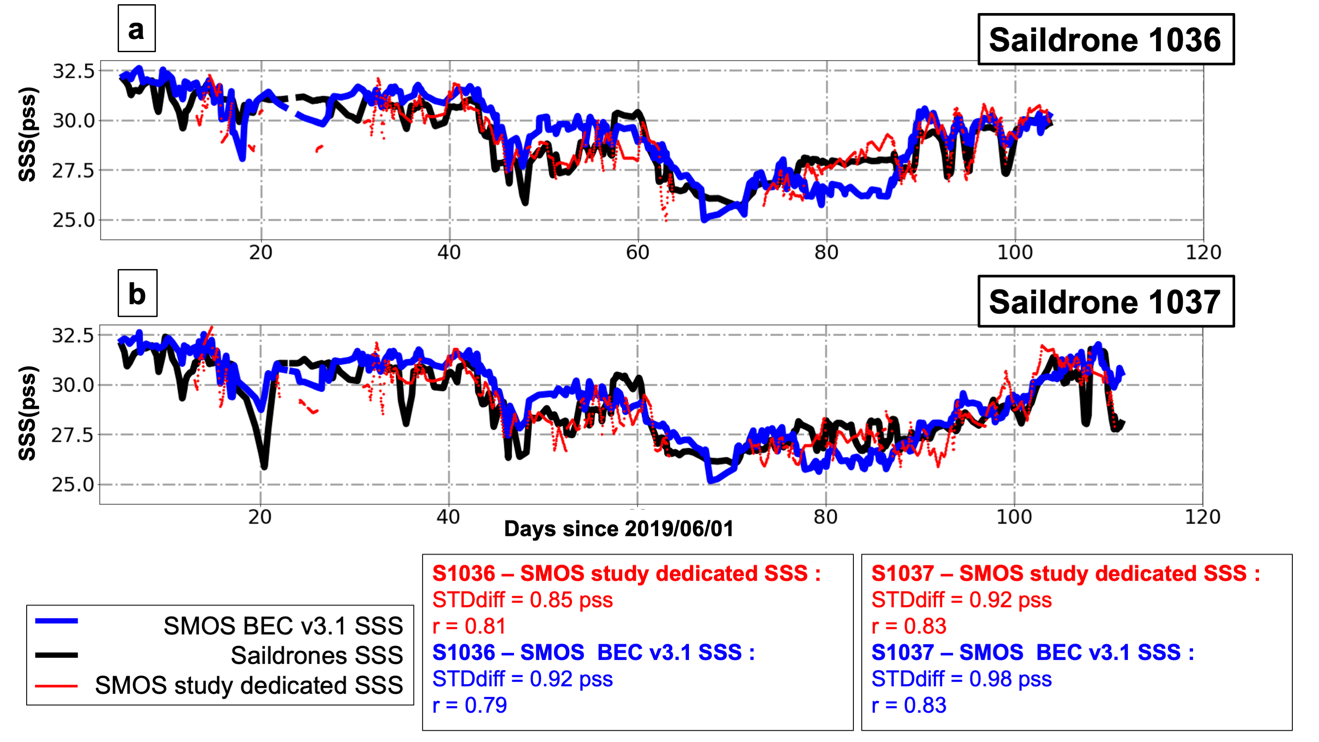 a
Saildrone 1036
SSS(pss)
32.5
30.0
27.5
25.0
20 40 60 80 100 120
b
Saildrone 1037
SSS(pss)
32.5
30.0
27.5
25.0
20 40 80 100 120
Days since 2019/06/01
SMOS BEC v3.1 SSS
Saildrones SSS
SMOS study dedicated SSS
S1036 – SMOS study dedicated SSS :
STDdiff = 0.85 pss
r = 0.81
S1036 – SMOS BEC v3.1 SSS :
STDdiff = 0.92 pss
r = 0.79
S1037 – SMOS study dedicated SSS :
STDdiff = 0.92 pss
r = 0.83
S1037 – SMOS BEC v3.1 SSS :
STDdiff = 0.98 pss
r = 0.83